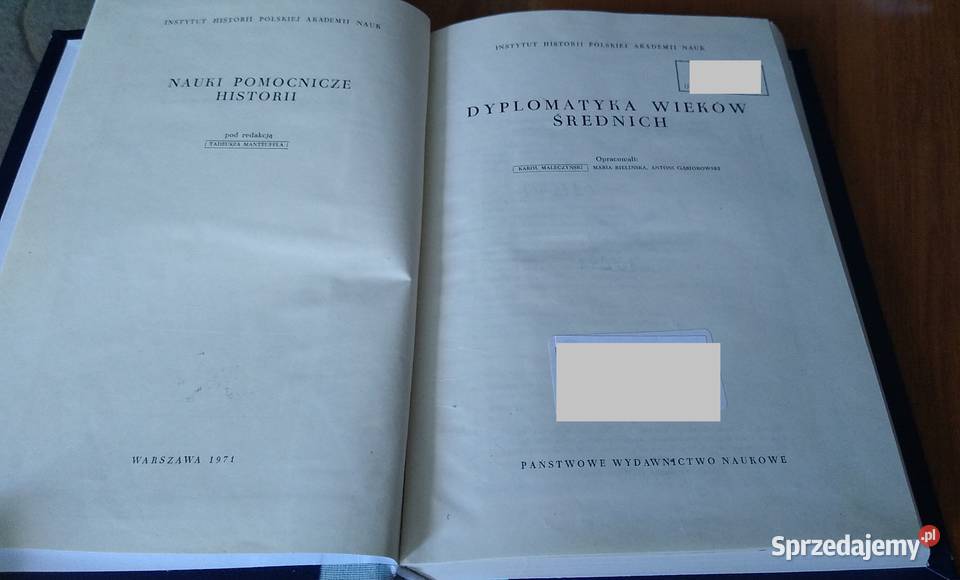 INSTYTUT HISTORII POLSKIEJ AKADEMII NAUK
NAUKI POMOCNICZE
HISTORII
pod redakcją
TADEUSZA MANTEUFFLA
WARSZAWA 1971
INSTYTUT HISTORII POLSKIEJ AKADEMII NAUK
DYPLOMATYKA WIEKÓW
ŚREDNICH
Opracowali:
KAROL MALECZYŃSKI MARIA BIELIŃSKA, ANTONI GĄSIOROWSKI
PAŃSTWOWE WYDAWNICTWO NAUKOWE
Sprzedajemy.pl